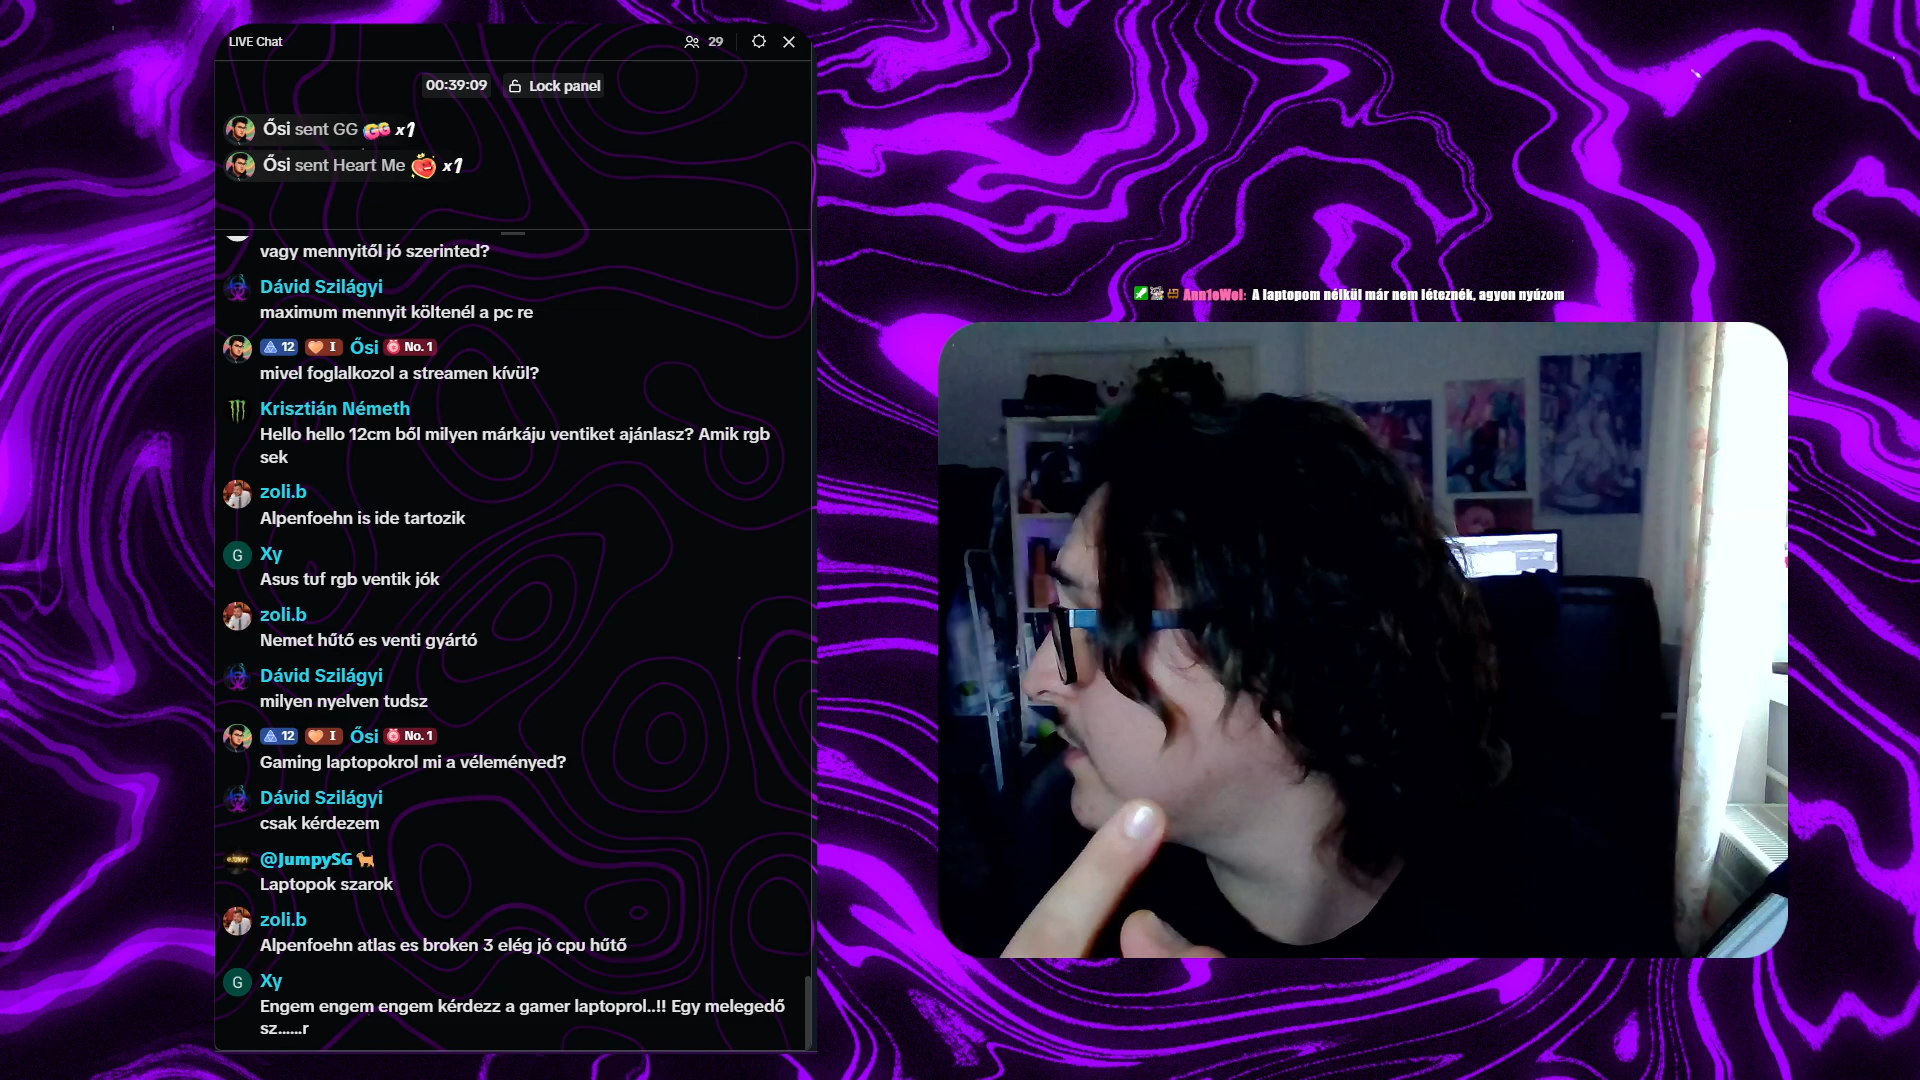 LIVE Chat
29
00:39:09
Lock panel
Ősi sent GG GG x1
Ősi sent Heart Me x1
vagy mennyitől jó szerinted?
Dávid Szilágyi
maximum mennyit költenél a pc re
12 I Ősi No. 1
mivel foglalkozol a streamen kívül?
Krisztián Németh
Hello hello 12cm ből milyen márkáju ventiket ajánlasz? Amik rgb
sek
zoli.b
Alpenfoehn is ide tartozik
G Xy
Asus tuf rgb ventik jók
zoli.b
Nemet hűtő es venti gyártó
Dávid Szilágyi
milyen nyelven tudsz
12 I Ősi No. 1
Gaming laptopokrol mi a véleményed?
Dávid Szilágyi
csak kérdezem
@JumpySG
Laptopok szarok
zoli.b
Alpenfoehn atlas es broken 3 elég jó cpu hűtő
G Xy
Engem engem engem kérdezz a gamer laptoprol..!! Egy melegedő
sz......r
Ann1eWol: A laptopom nélkül már nem léteznék, agyon nyúzom